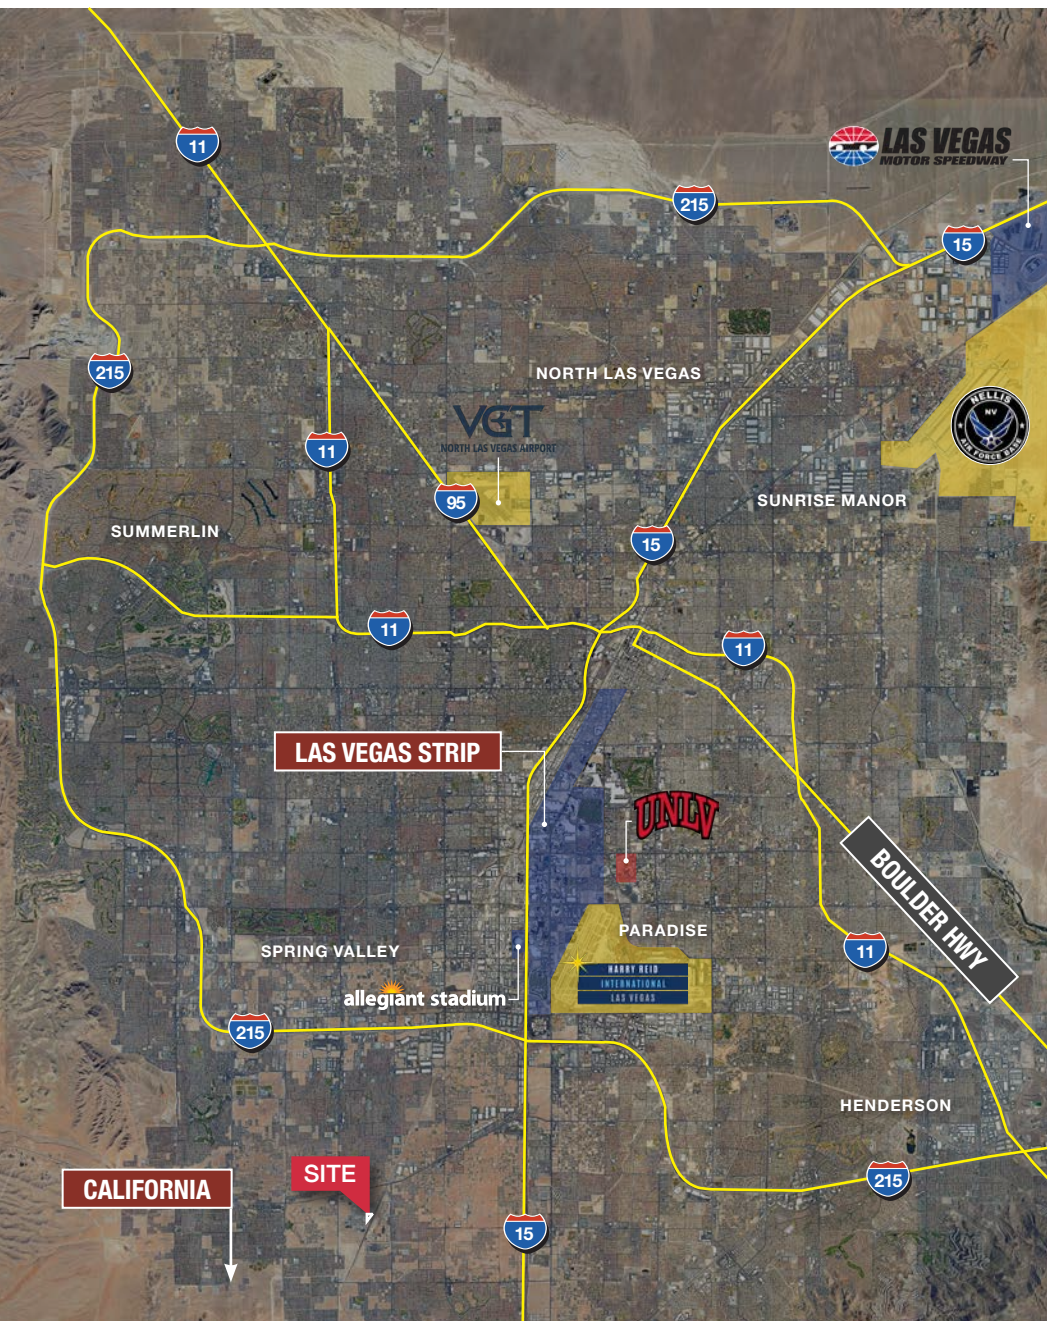 11
LAS VEGAS
MOTOR SPEEDWAY
215
15
215
NORTH LAS VEGAS
NELLIS
NV
AIR FORCE BASE
VGT
NORTH LAS VEGAS AIRPORT
11
95
SUNRISE MANOR
SUMMERLIN
15
11
11
LAS VEGAS STRIP
UNLV
BOULDER HWY
PARADISE
SPRING VALLEY
11
HARRY REID
INTERNATIONAL
LAS VEGAS
allegiant stadium
215
HENDERSON
SITE
CALIFORNIA
215
15